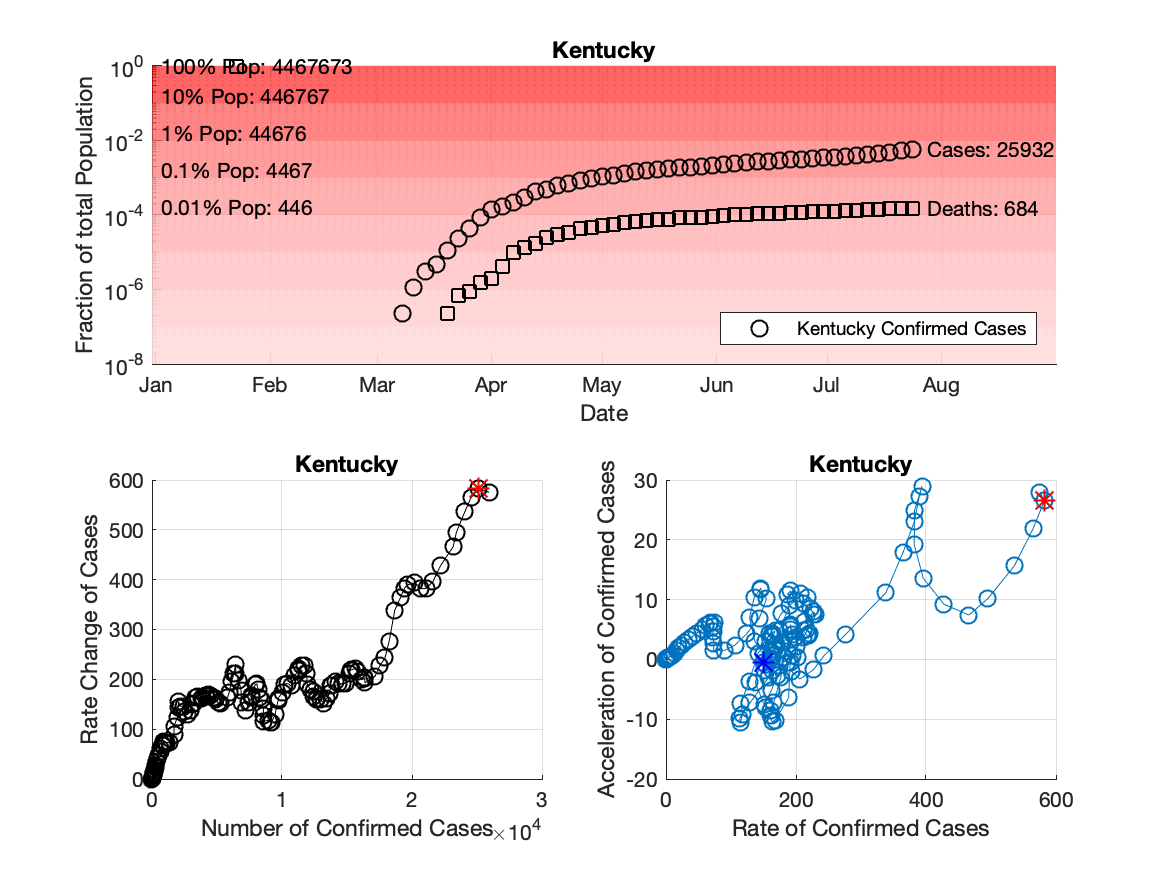 Kentucky
Fraction of total Population
10^0
10^-2
10^-4
10^-6
10^-8
100% Pop: 4467673
10% Pop: 446767
1% Pop: 44676
0.1% Pop: 4467
0.01% Pop: 446
Cases: 25932
Deaths: 684
Kentucky Confirmed Cases
Jan Feb Mar Apr May Jun Jul Aug
Date
Kentucky
Rate Change of Cases
600
500
400
300
200
100
0
0 1 2 3
Number of Confirmed Cases ×10^4
Kentucky
Acceleration of Confirmed Cases
30
20
10
0
-10
-20
0 200 400 600
Rate of Confirmed Cases